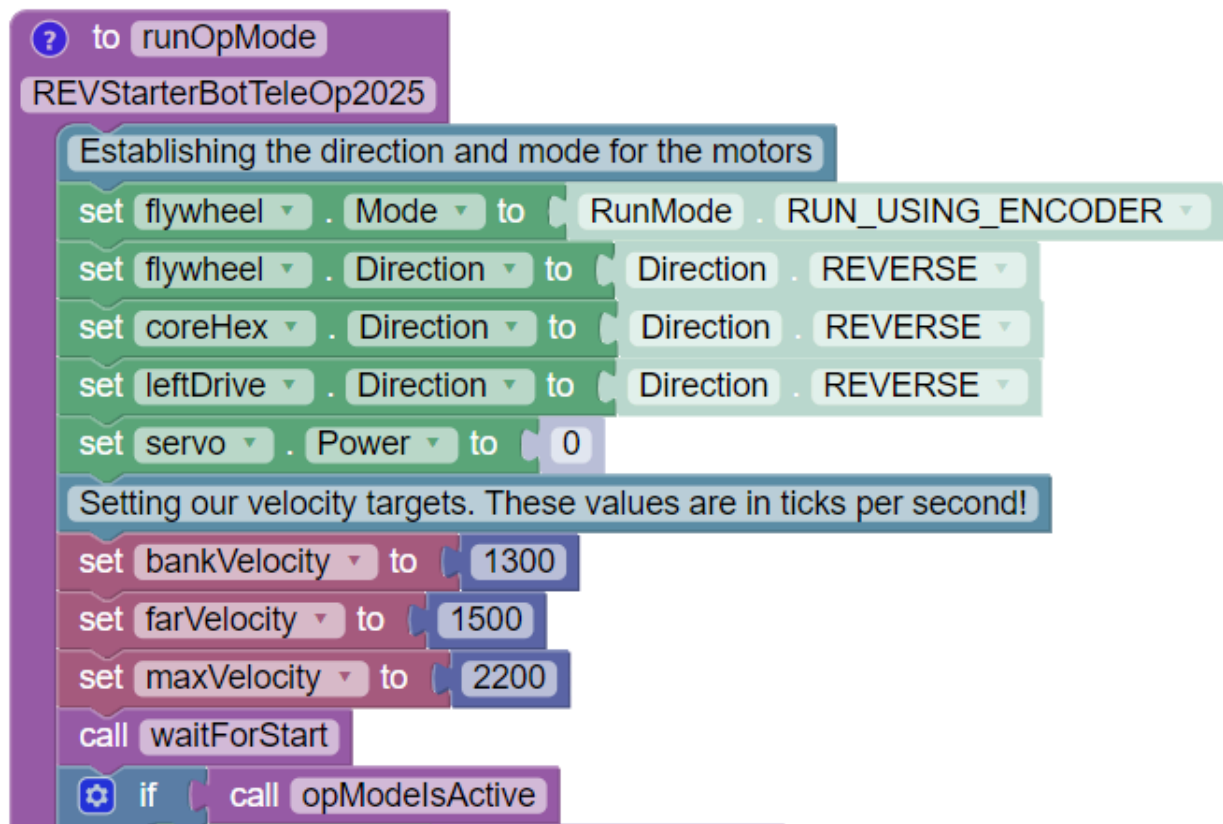 ? to runOpMode
REVStarterBotTeleOp2025
Establishing the direction and mode for the motors
set flywheel . Mode to RunMode . RUN_USING_ENCODER
set flywheel . Direction to Direction . REVERSE
set coreHex . Direction to Direction . REVERSE
set leftDrive . Direction to Direction . REVERSE
set servo . Power to 0
Setting our velocity targets. These values are in ticks per second!
set bankVelocity to 1300
set farVelocity to 1500
set maxVelocity to 2200
call waitForStart
if call opModeIsActive